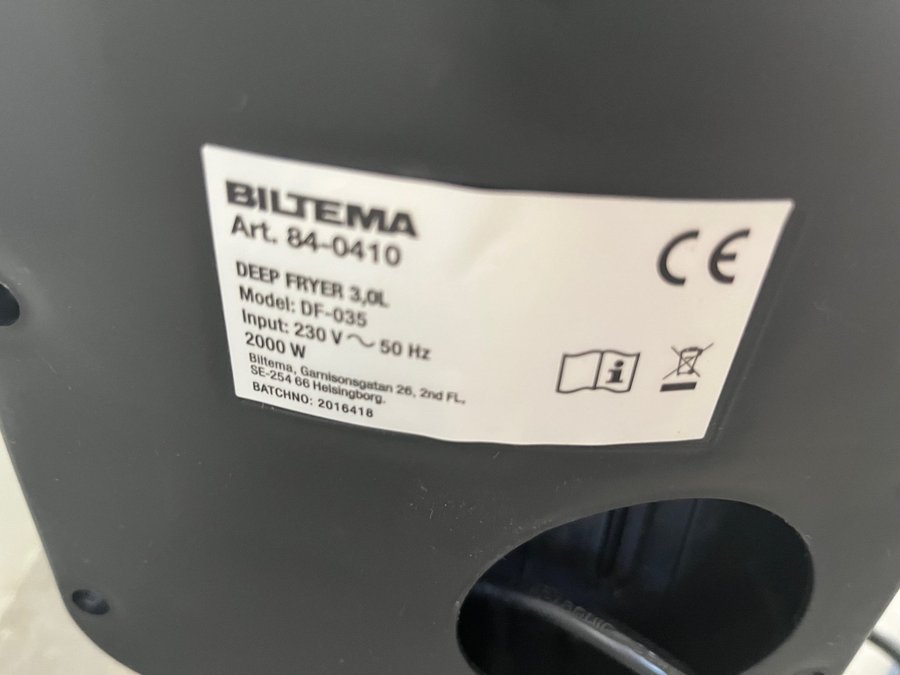 BILTEMA
Art. 84-0410
DEEP FRYER 3,0L
Model: DF-035
Input: 230 V ~ 50 Hz
2000 W
Biltema, Garnisonsgatan 26, 2nd FL,
SE-254 66 Helsingborg.
BATCHNO: 2016418
CE
i